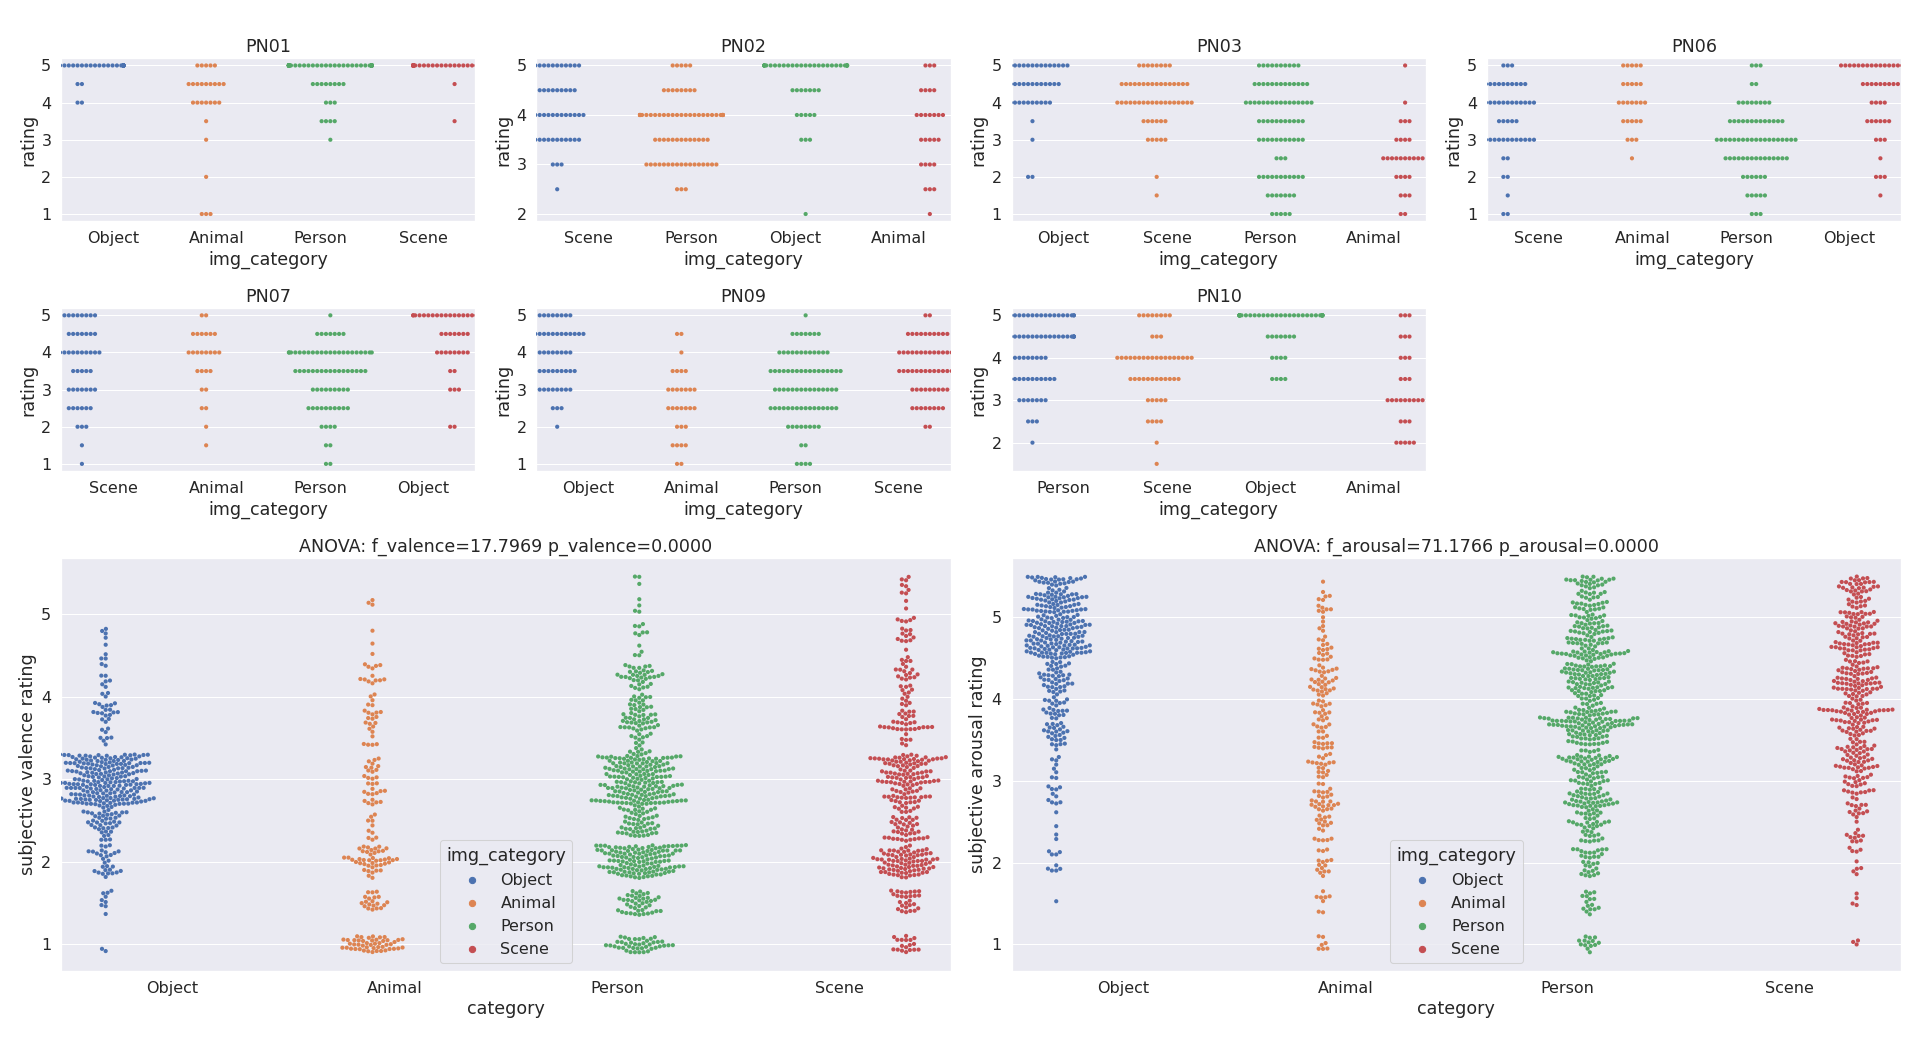 PN01
5
4
3
2
1
rating
Object Animal Person Scene
img_category
PN02
5
4
3
2
rating
Scene Person Object Animal
img_category
PN03
5
4
3
2
1
rating
Object Scene Person Animal
img_category
PN06
5
4
3
2
1
rating
Scene Animal Person Object
img_category
PN07
5
4
3
2
1
rating
Scene Animal Person Object
img_category
PN09
5
4
3
2
1
rating
Object Animal Person Scene
img_category
PN10
5
4
3
2
rating
Person Scene Object Animal
img_category
ANOVA: f_valence=17.7969 p_valence=0.0000
5
4
3
2
1
subjective valence rating
img_category
Object
Animal
Person
Scene
Object Animal Person Scene
category
ANOVA: f_arousal=71.1766 p_arousal=0.0000
5
4
3
2
1
subjective arousal rating
img_category
Object
Animal
Person
Scene
Object Animal Person Scene
category